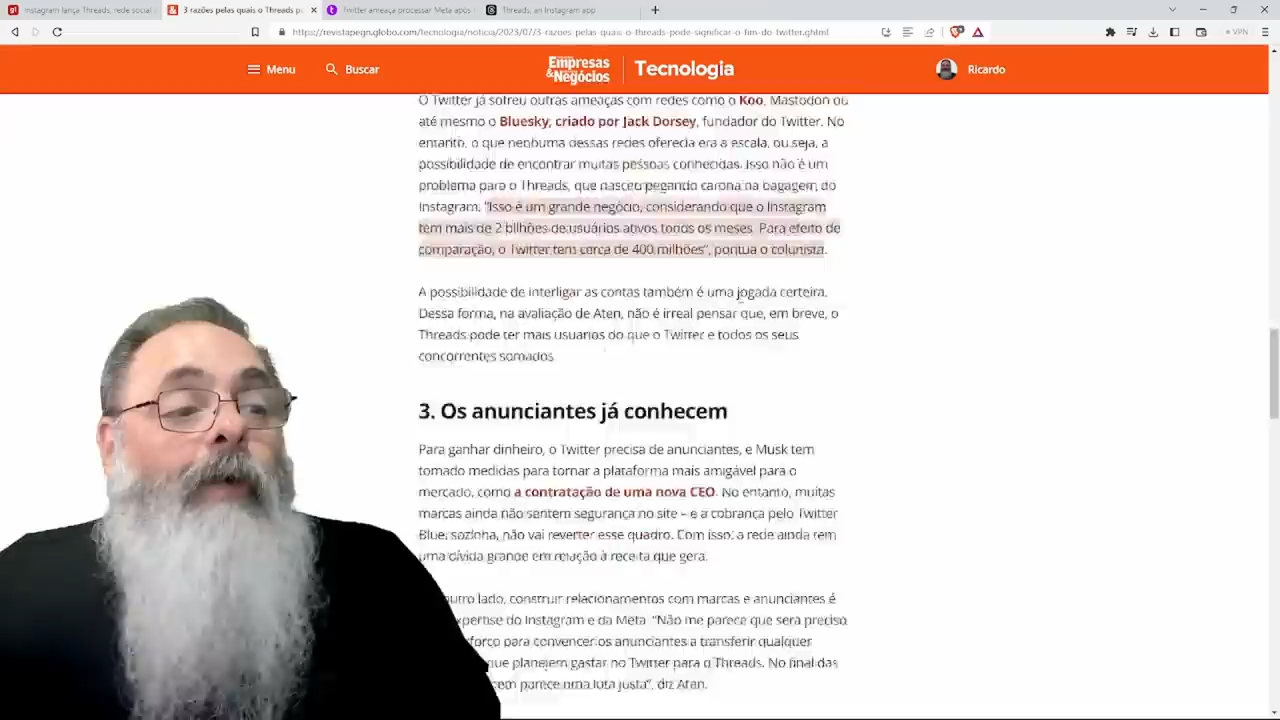 Instagram lança Threads, rede social
3 razões pelas quais o Threads p
Twitter ameaça processar Meta após
Threads, an Instagram app
https://revistapegn.globo.com/tecnologia/noticia/2023/07/3-razoes-pelas-quais-o-threads-pode-significar-o-fim-do-twitter.ghtml
VPN
Menu
Buscar
Empresas
&Negócios
Tecnologia
Ricardo
O Twitter já sofreu outras ameaças com redes como o Koo, Mastodon ou
até mesmo o Bluesky, criado por Jack Dorsey, fundador do Twitter. No
entanto, o que nenhuma dessas redes oferecia era a escala, ou seja, a
possibilidade de encontrar muitas pessoas conhecidas. Isso não é um
problema para o Threads, que nasceu pegando carona na bagagem do
Instagram. "Isso é um grande negócio, considerando que o Instagram
tem mais de 2 bilhões de usuários ativos todos os meses. Para efeito de
comparação, o Twitter tem cerca de 400 milhões", pontua o colunista.
A possibilidade de interligar as contas também é uma jogada certeira.
Dessa forma, na avaliação de Aten, não é irreal pensar que, em breve, o
Threads pode ter mais usuários do que o Twitter e todos os seus
concorrentes somados.
3. Os anunciantes já conhecem
Para ganhar dinheiro, o Twitter precisa de anunciantes, e Musk tem
tomado medidas para tornar a plataforma mais amigável para o
mercado, como a contratação de uma nova CEO. No entanto, muitas
marcas ainda não sentem segurança no site – e a cobrança pelo Twitter
Blue, sozinha, não vai reverter esse quadro. Com isso, a rede ainda tem
uma dívida grande em relação à receita que gera.
outro lado, construir relacionamentos com marcas e anunciantes é
xpertise do Instagram e da Meta. "Não me parece que será preciso
forço para convencer os anunciantes a transferir qualquer
que planejem gastar no Twitter para o Threads. No final das
em parece uma luta justa", diz Aten.